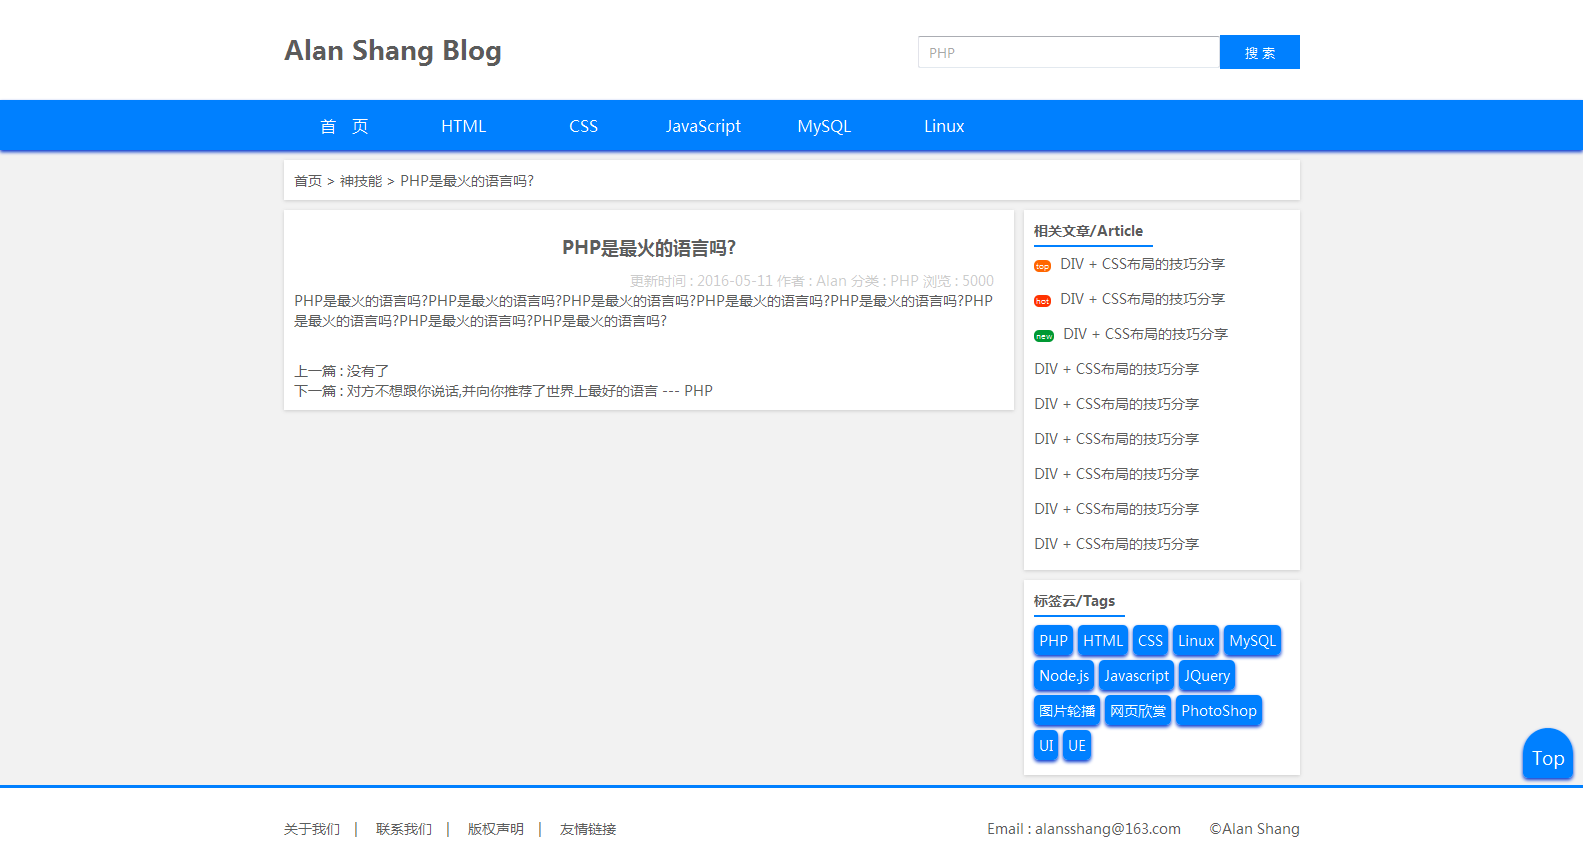 Alan Shang Blog
PHP
搜 索
首 页 HTML CSS JavaScript MySQL Linux
首页 > 神技能 > PHP是最火的语言吗?
PHP是最火的语言吗?
更新时间 : 2016-05-11 作者 : Alan 分类 : PHP 浏览 : 5000
PHP是最火的语言吗?PHP是最火的语言吗?PHP是最火的语言吗?PHP是最火的语言吗?PHP是最火的语言吗?PHP
是最火的语言吗?PHP是最火的语言吗?PHP是最火的语言吗?
上一篇 : 没有了
下一篇 : 对方不想跟你说话,并向你推荐了世界上最好的语言 --- PHP
相关文章/Article
top DIV + CSS布局的技巧分享
hot DIV + CSS布局的技巧分享
new DIV + CSS布局的技巧分享
DIV + CSS布局的技巧分享
DIV + CSS布局的技巧分享
DIV + CSS布局的技巧分享
DIV + CSS布局的技巧分享
DIV + CSS布局的技巧分享
DIV + CSS布局的技巧分享
标签云/Tags
PHP HTML CSS Linux MySQL
Node.js Javascript JQuery
图片轮播 网页欣赏 PhotoShop
UI UE
Top
关于我们 | 联系我们 | 版权声明 | 友情链接
Email : alansshang@163.com ©Alan Shang